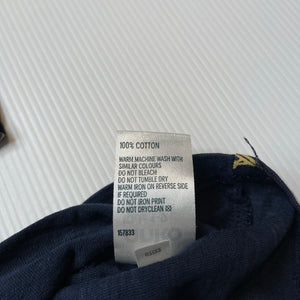 100% COTTON
WARM MACHINE WASH WITH
SIMILAR COLOURS
DO NOT BLEACH
DO NOT TUMBLE DRY
WARM IRON ON REVERSE SIDE
IF REQUIRED
DO NOT IRON PRINT
DO NOT DRYCLEAN
157833